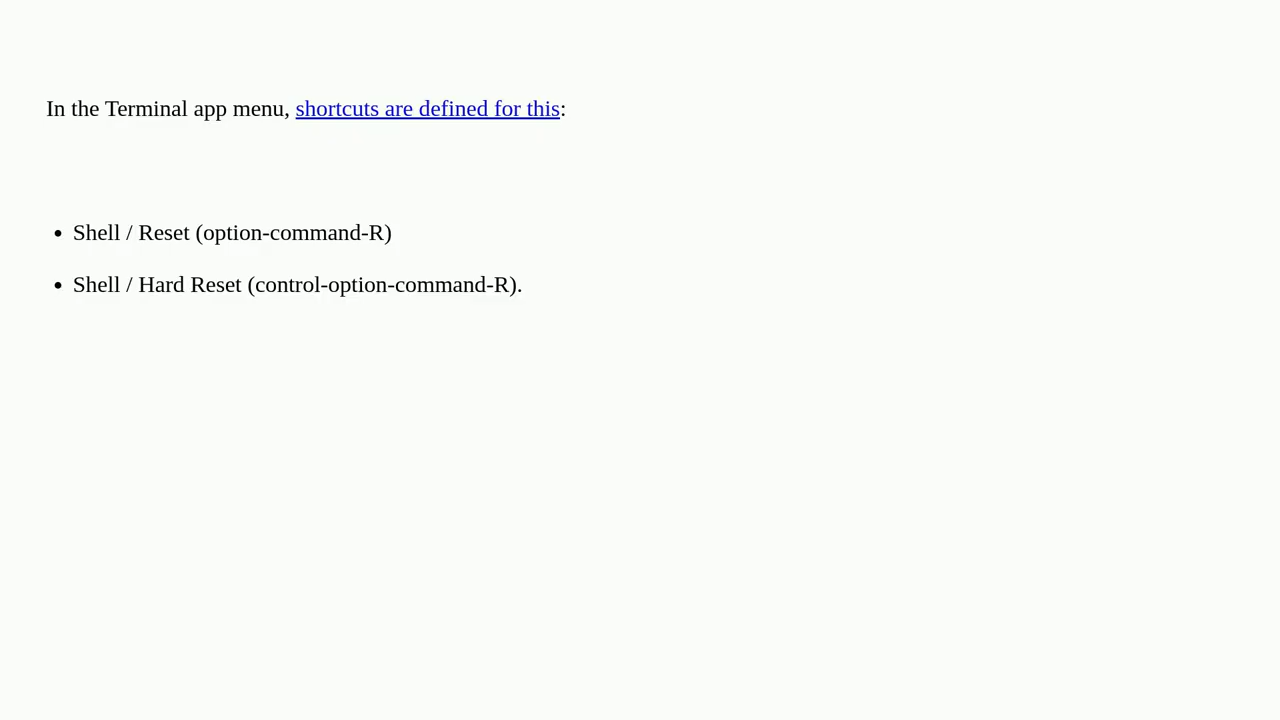 In the Terminal app menu, shortcuts are defined for this:
• Shell / Reset (option-command-R)
• Shell / Hard Reset (control-option-command-R).